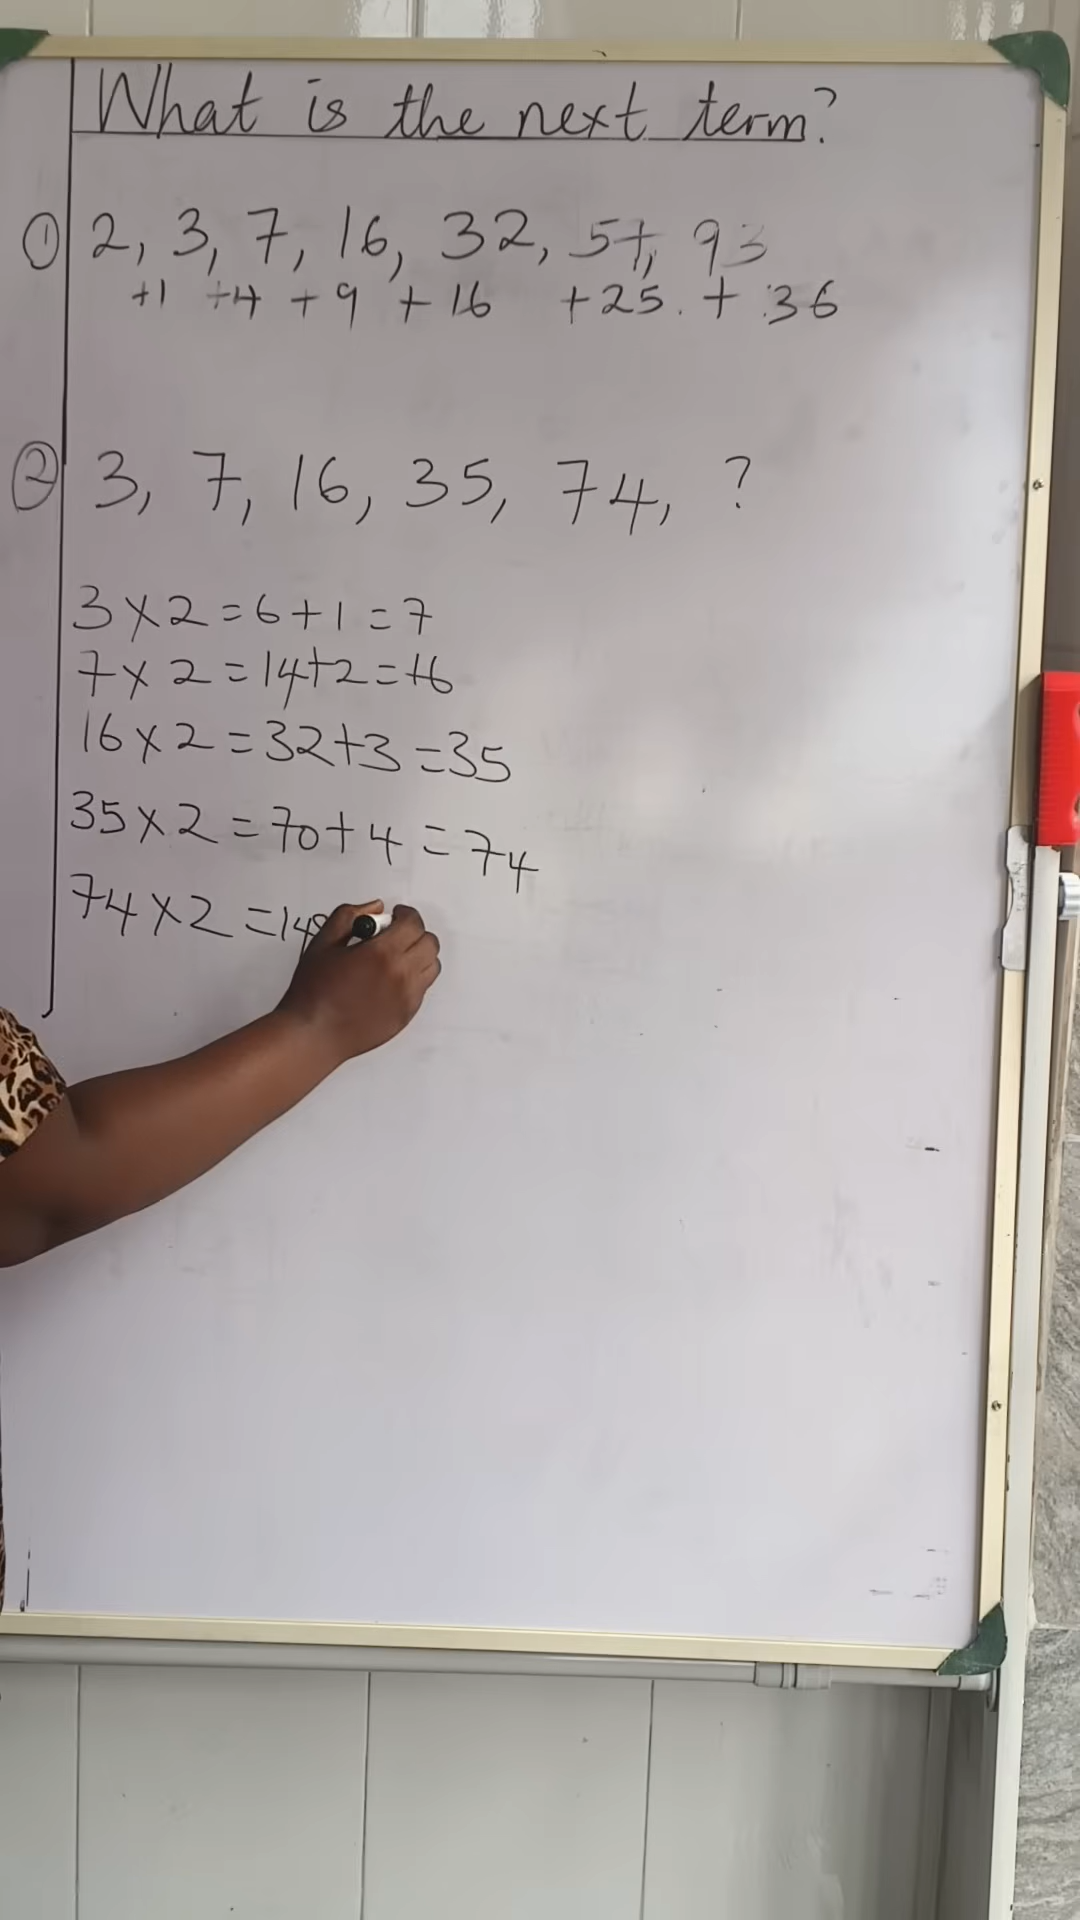 What is the next term?
① 2, 3, 7, 16, 32, 57, 93
+1 +4 +9 +16 +25. + 36
② 3, 7, 16, 35, 74, ?
3×2=6+1=7
7×2=14+2=16
16×2=32+3=35
35×2=70+4=74
74×2=148